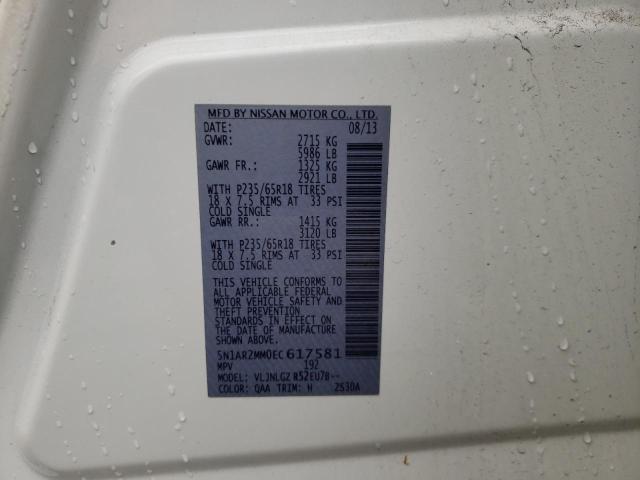 MFD BY NISSAN MOTOR CO., LTD.
DATE: 08/13
GVWR: 2715 KG
5986 LB
GAWR FR.: 1325 KG
2921 LB
WITH P235/65R18 TIRES
18 X 7.5 RIMS AT 33 PSI
COLD SINGLE
GAWR RR.: 1415 KG
3120 LB
WITH P235/65R18 TIRES
18 X 7.5 RIMS AT 33 PSI
COLD SINGLE
THIS VEHICLE CONFORMS TO
ALL APPLICABLE FEDERAL
MOTOR VEHICLE SAFETY AND
THEFT PREVENTION
STANDARDS IN EFFECT ON
THE DATE OF MANUFACTURE
SHOWN ABOVE.
5N1AR2MM0EC617581
MPV 192
MODEL: VLJNLGZ R52EU7B--
COLOR: QAA TRIM: H 2S30A